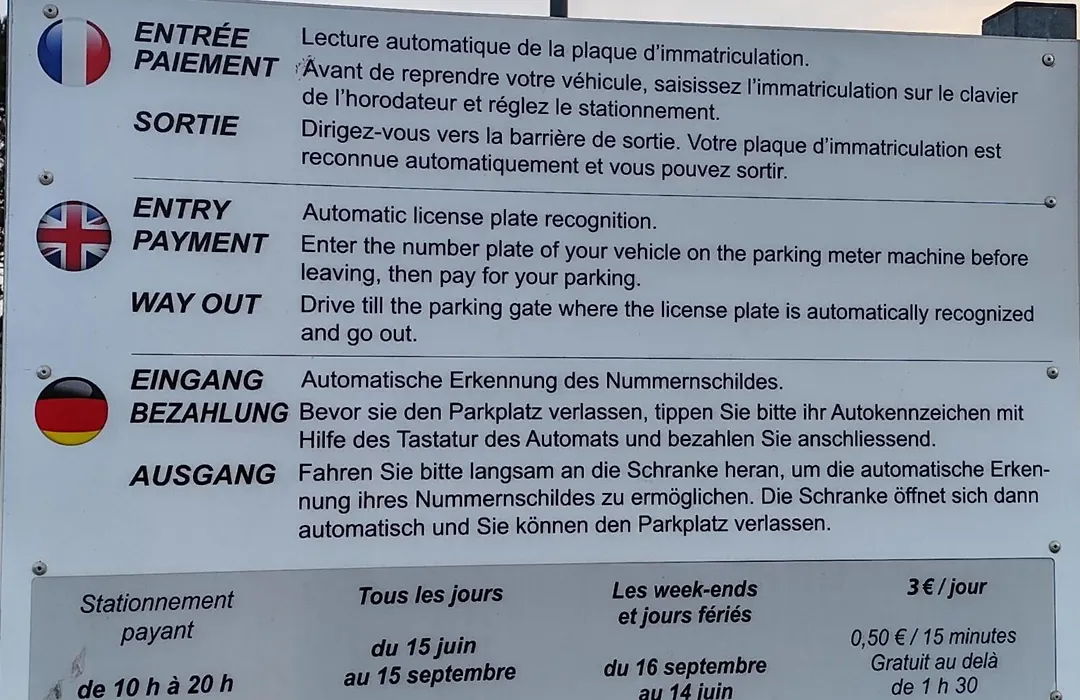 ENTRÉE Lecture automatique de la plaque d'immatriculation.
PAIEMENT Avant de reprendre votre véhicule, saisissez l'immatriculation sur le clavier
de l'horodateur et réglez le stationnement.
SORTIE Dirigez-vous vers la barrière de sortie. Votre plaque d'immatriculation est
reconnue automatiquement et vous pouvez sortir.
ENTRY Automatic license plate recognition.
PAYMENT Enter the number plate of your vehicle on the parking meter machine before
leaving, then pay for your parking.
WAY OUT Drive till the parking gate where the license plate is automatically recognized
and go out.
EINGANG Automatische Erkennung des Nummernschildes.
BEZAHLUNG Bevor sie den Parkplatz verlassen, tippen Sie bitte ihr Autokennzeichen mit
Hilfe des Tastatur des Automats und bezahlen Sie anschliessend.
AUSGANG Fahren Sie bitte langsam an die Schranke heran, um die automatische Erken-
nung ihres Nummernschildes zu ermöglichen. Die Schranke öffnet sich dann
automatisch und Sie können den Parkplatz verlassen.
Stationnement
payant
de 10 h à 20 h
Tous les jours
du 15 juin
au 15 septembre
Les week-ends
et jours fériés
du 16 septembre
au 14 juin
3 € / jour
0,50 € / 15 minutes
Gratuit au delà
de 1 h 30